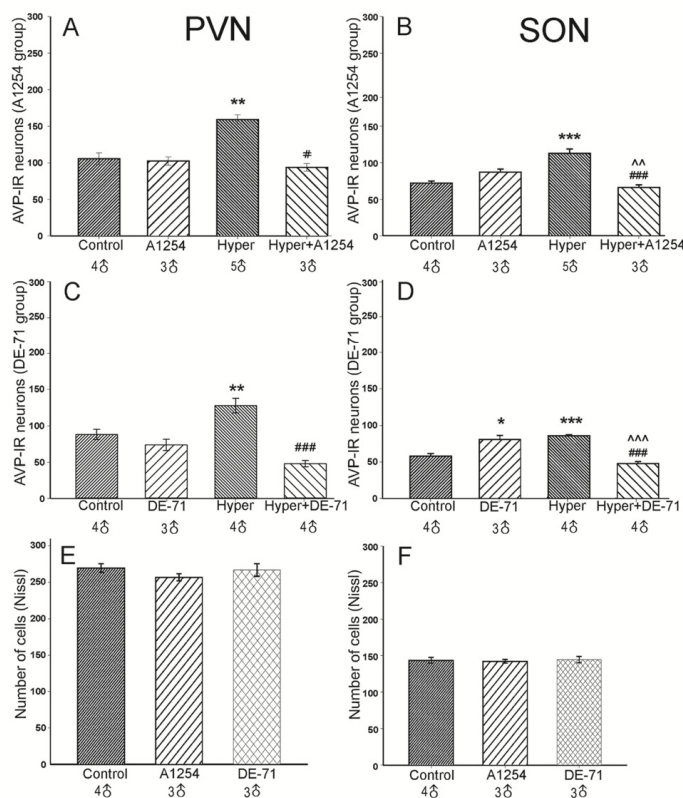 A PVN
AVP-IR neurons (A1254 group)
300
250
200
150
100
50
0
**
#
Control A1254 Hyper Hyper+A1254
4♂ 3♂ 5♂ 3♂
B SON
AVP-IR neurons (A1254 group)
300
250
200
150
100
50
0
***
^^
###
Control A1254 Hyper Hyper+A1254
4♂ 3♂ 5♂ 3♂
C
AVP-IR neurons (DE-71 group)
300
250
200
150
100
50
0
**
###
Control DE-71 Hyper Hyper+DE-71
4♂ 3♂ 4♂ 4♂
D
AVP-IR neurons (DE-71 group)
300
250
200
150
100
50
0
*
***
^^^
###
Control DE-71 Hyper Hyper+DE-71
4♂ 3♂ 4♂ 4♂
E
Number of cells (Nissl)
300
250
200
150
100
50
0
Control A1254 DE-71
4♂ 3♂ 3♂
F
Number of cells (Nissl)
300
250
200
150
100
50
0
Control A1254 DE-71
4♂ 3♂ 3♂